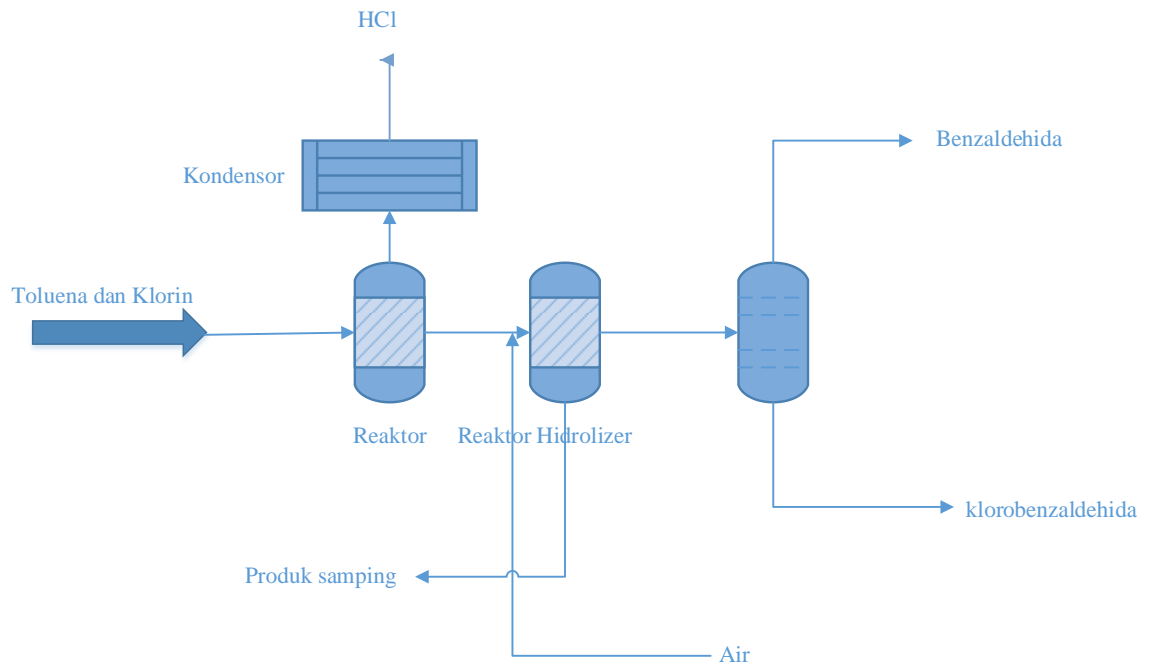 HCl
Benzaldehida
Kondensor
Toluena dan Klorin
Reaktor
Reaktor Hidrolizer
klorobenzaldehida
Produk samping
Air